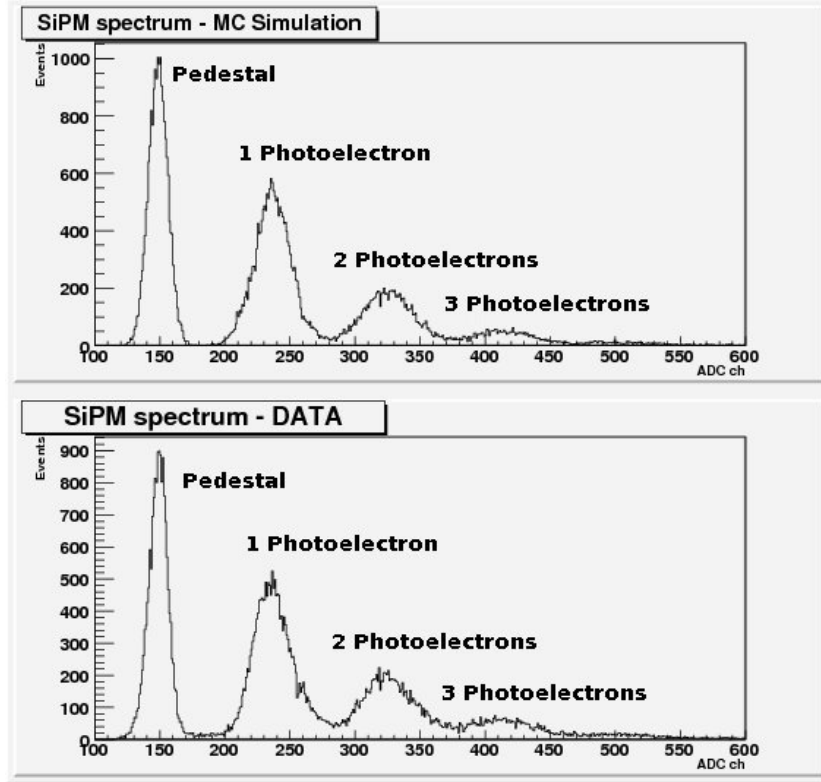 SiPM spectrum - MC Simulation
Events
1000
800
600
400
200
0
Pedestal
1 Photoelectron
2 Photoelectrons
3 Photoelectrons
100 150 200 250 300 350 400 450 500 550 600
ADC ch
SiPM spectrum - DATA
Events
900
800
700
600
500
400
300
200
100
0
Pedestal
1 Photoelectron
2 Photoelectrons
3 Photoelectrons
100 150 200 250 300 350 400 450 500 550 600
ADC ch